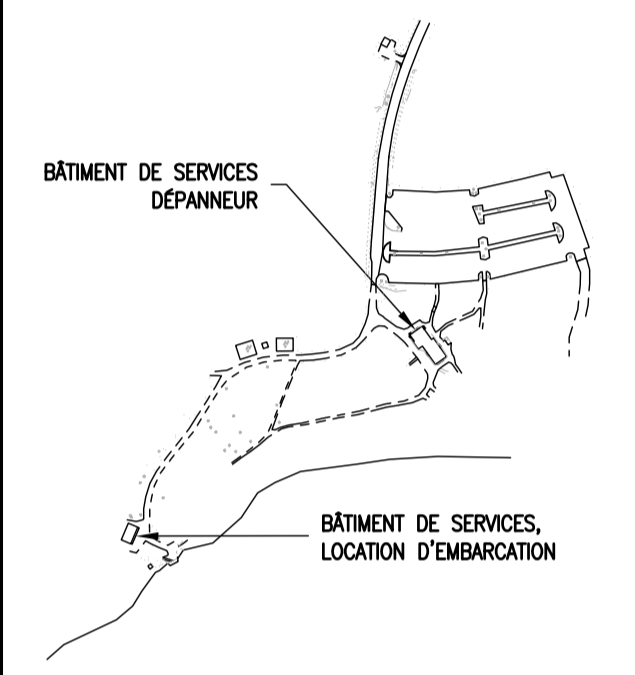 BÂTIMENT DE SERVICES
DÉPANNEUR
BÂTIMENT DE SERVICES,
LOCATION D'EMBARCATION